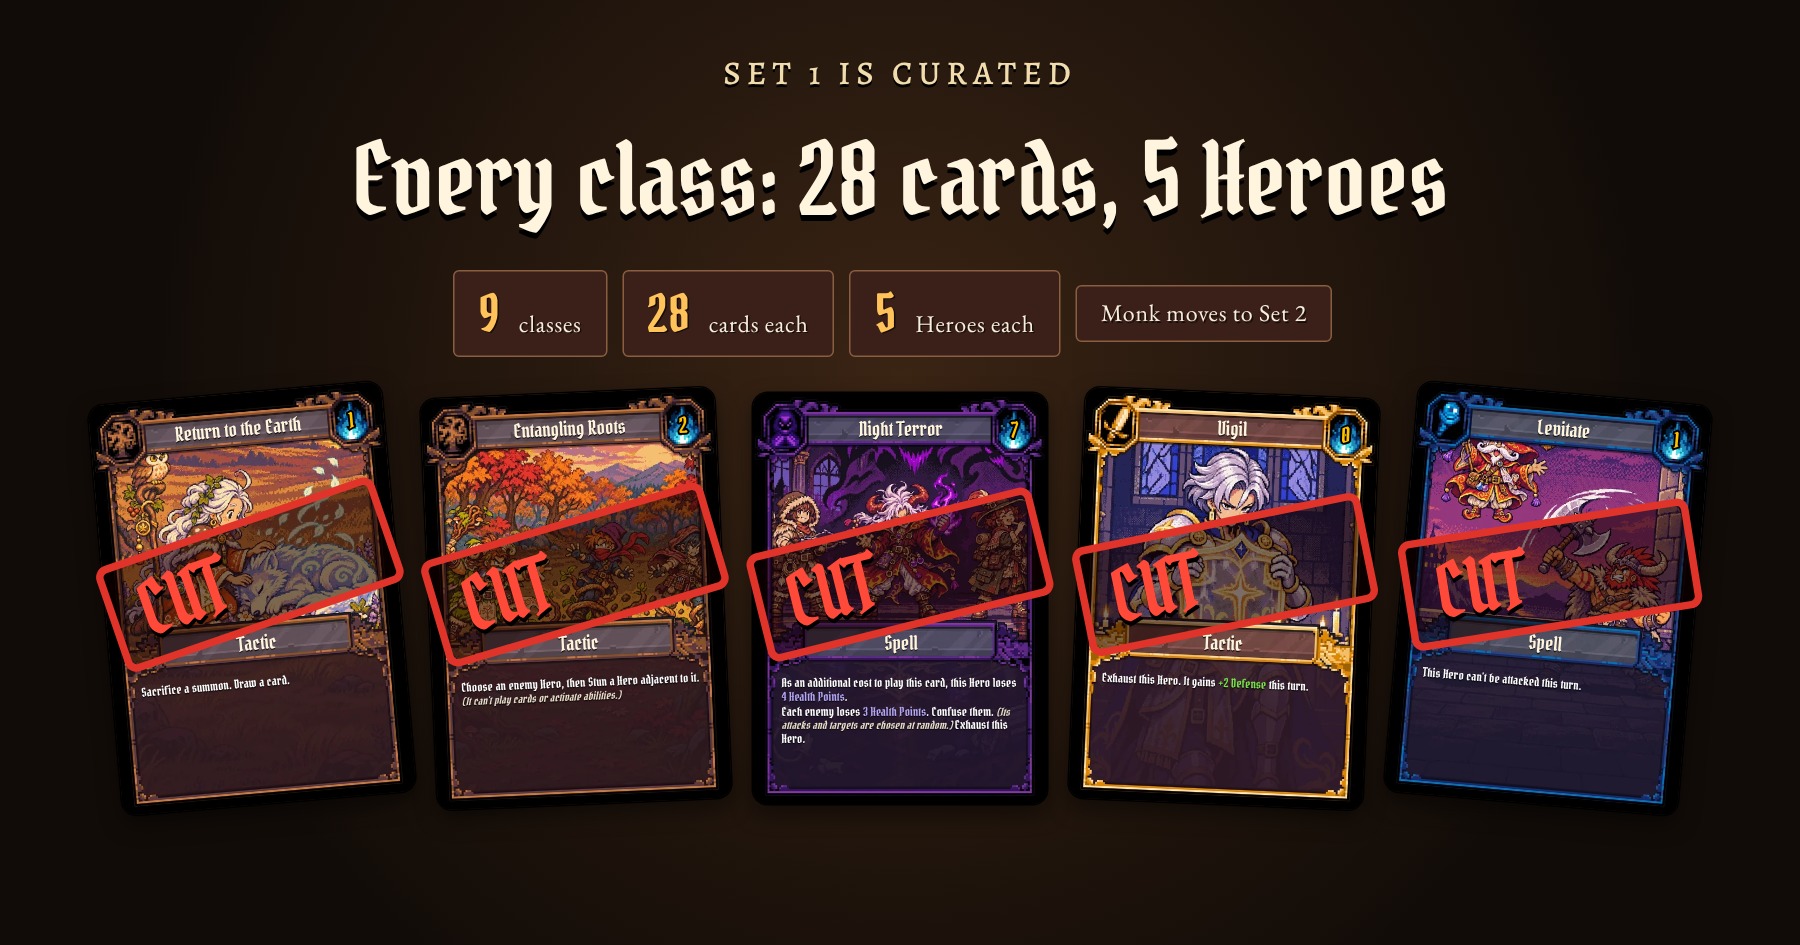 SET 1 IS CURATED
Every class: 28 cards, 5 Heroes
9 classes
28 cards each
5 Heroes each
Monk moves to Set 2
Return to the Earth
1
CUT
Tactic
Sacrifice a summon. Draw a card.
Entangling Roots
2
CUT
Tactic
Choose an enemy Hero, then Stun a Hero adjacent to it.
(It can't play cards or activate abilities.)
Night Terror
7
CUT
Spell
As an additional cost to play this card, this Hero loses
4 Health Points.
Each enemy loses 3 Health Points. Confuse them. (Its
attacks and targets are chosen at random.) Exhaust this
Hero.
Vigil
0
CUT
Tactic
Exhaust this Hero. It gains +2 Defense this turn.
Levitate
1
CUT
Spell
This Hero can't be attacked this turn.